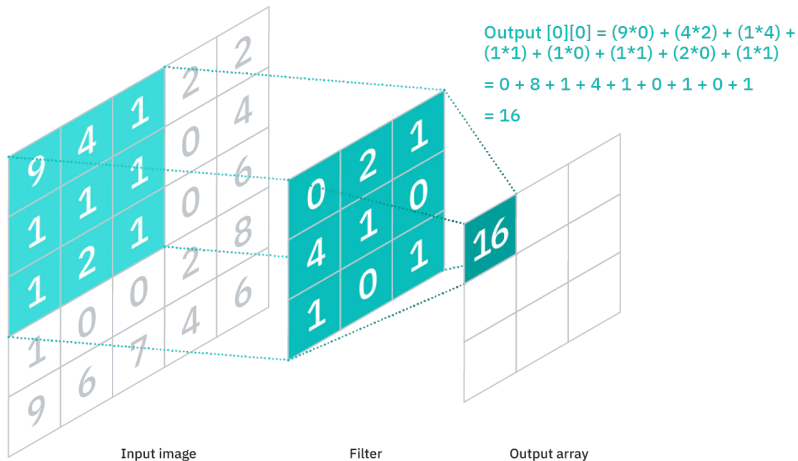 Output [0][0] = (9*0) + (4*2) + (1*4) +
(1*1) + (1*0) + (1*1) + (2*0) + (1*1)
= 0 + 8 + 1 + 4 + 1 + 0 + 1 + 0 + 1
= 16
9 4 1 2 2
1 1 1 0 4
1 2 1 0 6
1 0 0 2 8
9 6 7 4 6
0 2 1
4 1 0
1 0 1
16
Input image
Filter
Output array